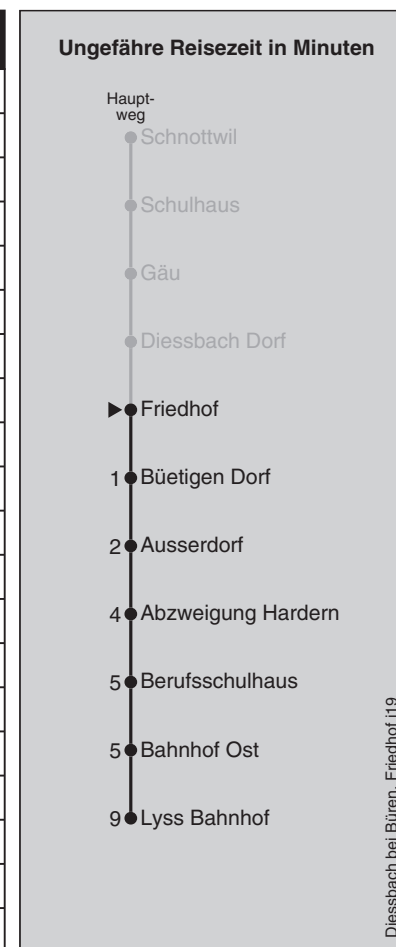 Ungefähre Reisezeit in Minuten
Haupt-
weg
Schnottwil
Schulhaus
Gäu
Diessbach Dorf
Friedhof
1 Büetigen Dorf
2 Ausserdorf
4 Abzweigung Hardern
5 Berufsschulhaus
5 Bahnhof Ost
9 Lyss Bahnhof
Diessbach bei Büren, Friedhof j19